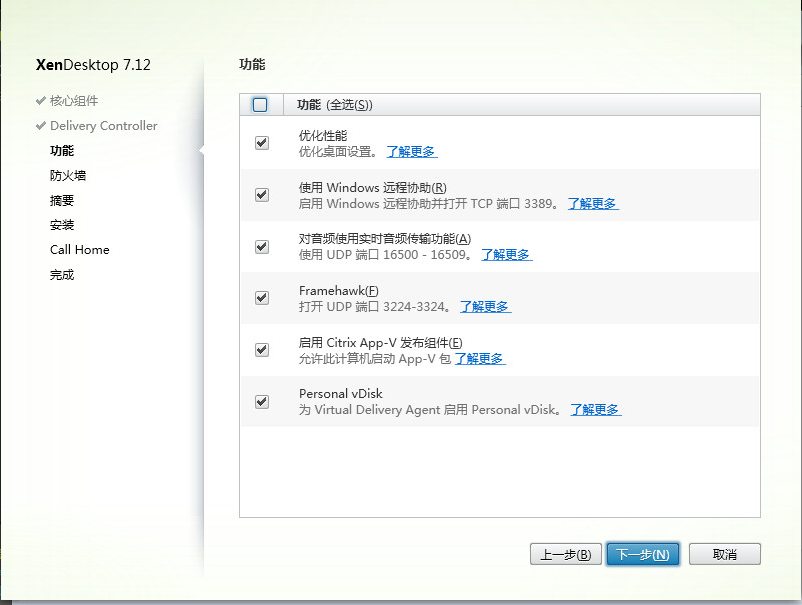 XenDesktop 7.12
核心组件
Delivery Controller
功能
防火墙
摘要
安装
Call Home
完成
功能
功能 (全选(S))
优化性能
优化桌面设置。 了解更多
使用 Windows 远程协助(R)
启用 Windows 远程协助并打开 TCP 端口 3389。 了解更多
对音频使用实时音频传输功能(A)
使用 UDP 端口 16500 - 16509。 了解更多
Framehawk(F)
打开 UDP 端口 3224-3324。 了解更多
启用 Citrix App-V 发布组件(E)
允许此计算机启动 App-V 包 了解更多
Personal vDisk
为 Virtual Delivery Agent 启用 Personal vDisk。 了解更多
上一步(B) 下一步(N) 取消